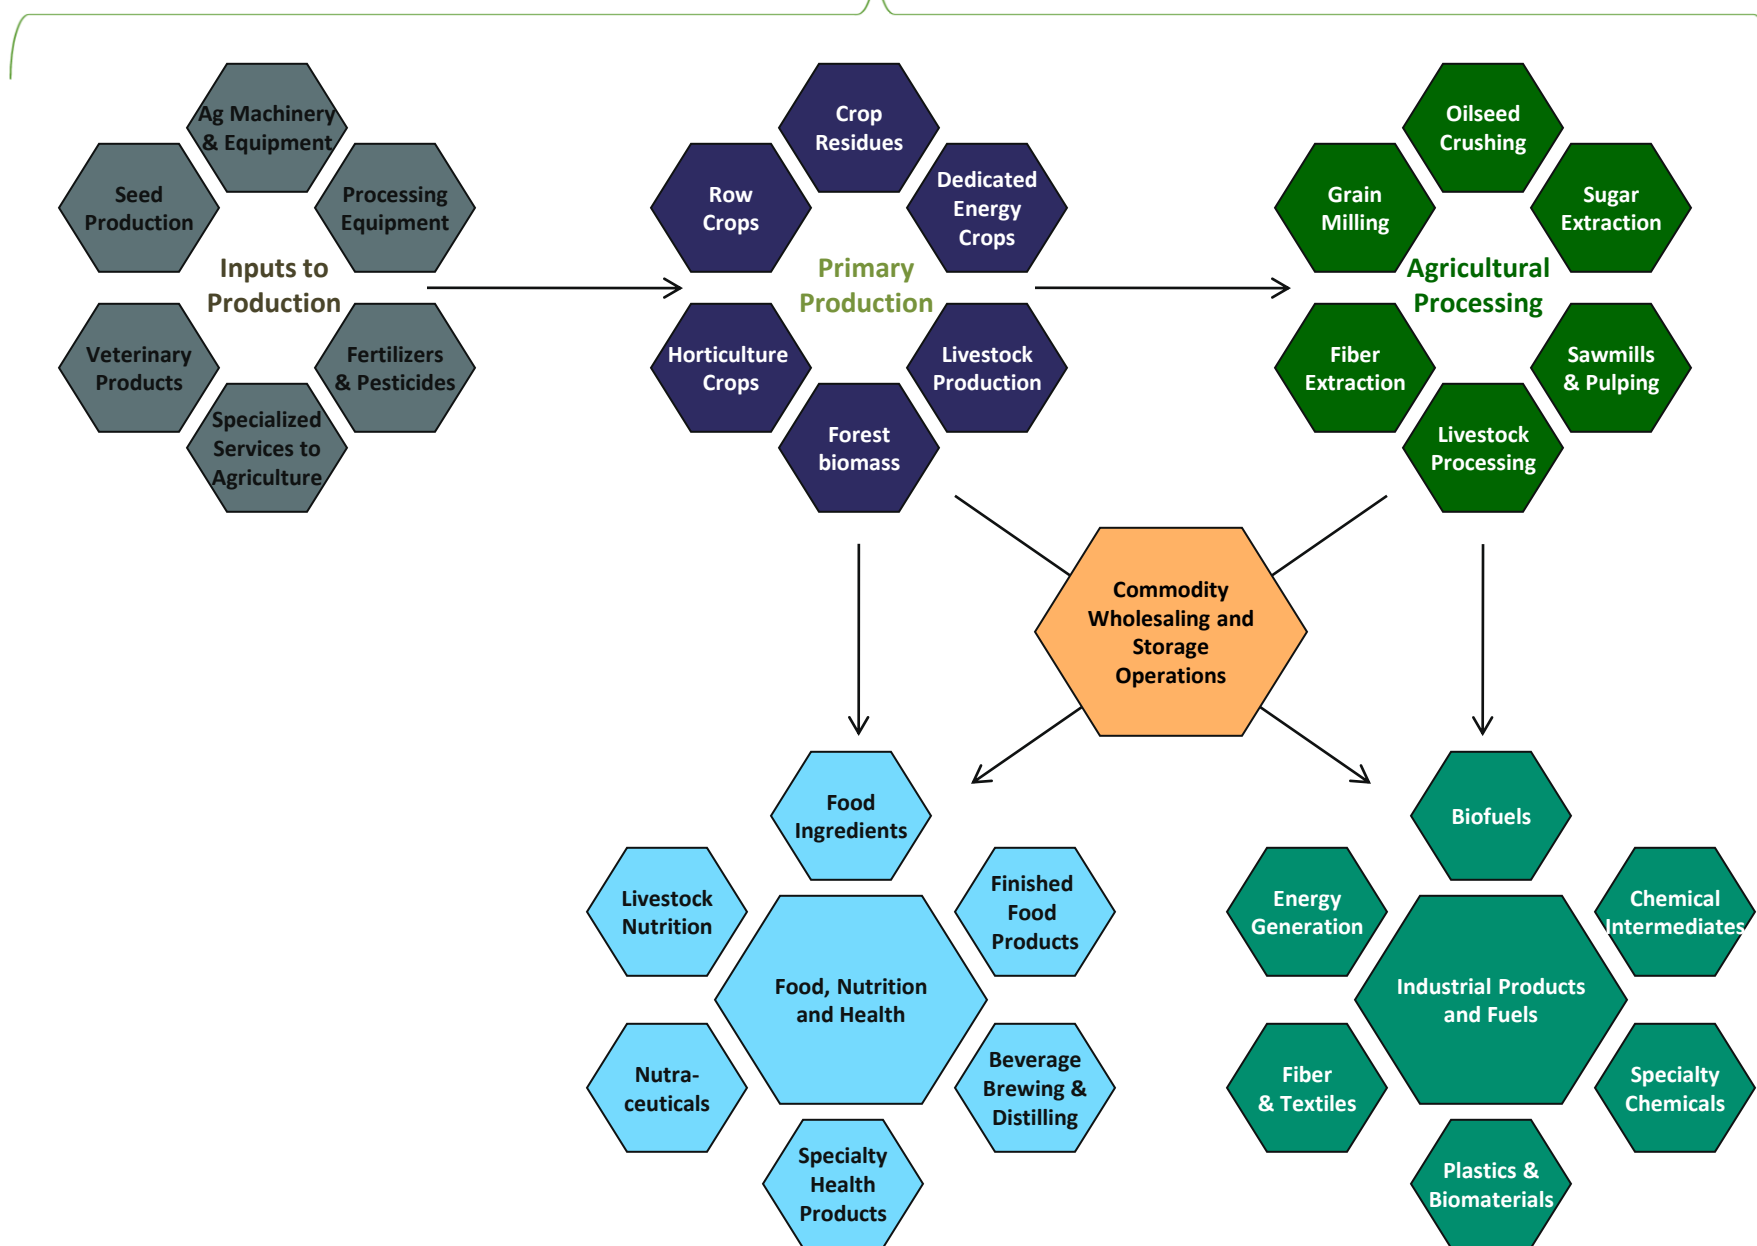 Ag Machinery
& Equipment
Seed
Production
Processing
Equipment
Inputs to
Production
Veterinary
Products
Fertilizers
& Pesticides
Specialized
Services to
Agriculture
Crop
Residues
Row
Crops
Dedicated
Energy
Crops
Primary
Production
Horticulture
Crops
Livestock
Production
Forest
biomass
Oilseed
Crushing
Grain
Milling
Sugar
Extraction
Agricultural
Processing
Fiber
Extraction
Sawmills
& Pulping
Livestock
Processing
Commodity
Wholesaling and
Storage
Operations
Food
Ingredients
Livestock
Nutrition
Finished
Food
Products
Food, Nutrition
and Health
Nutra-
ceuticals
Beverage
Brewing &
Distilling
Specialty
Health
Products
Biofuels
Energy
Generation
Chemical
Intermediates
Industrial Products
and Fuels
Fiber
& Textiles
Specialty
Chemicals
Plastics &
Biomaterials